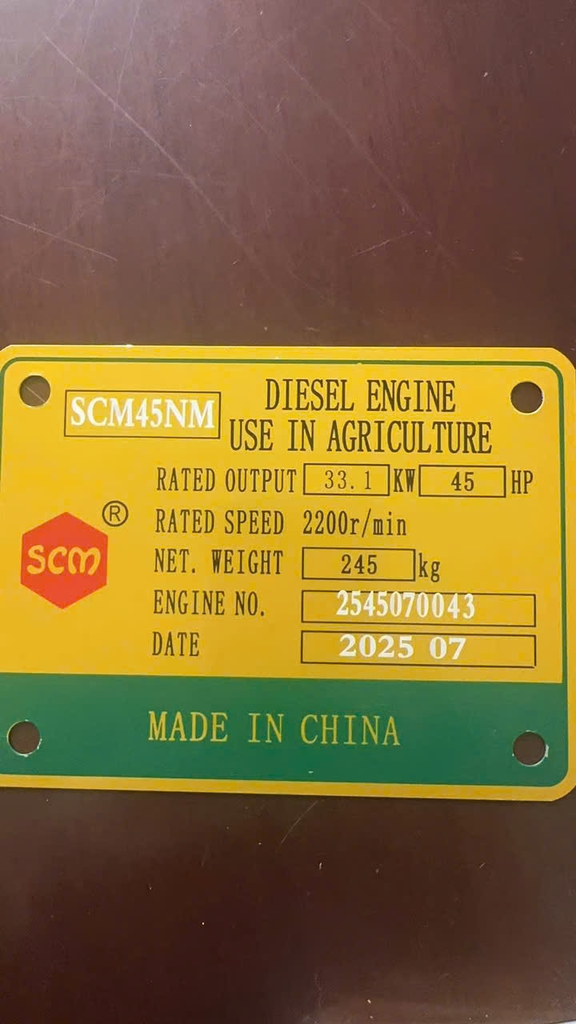 SCM45NM
DIESEL ENGINE
USE IN AGRICULTURE
RATED OUTPUT 33.1 KW 45 HP
®
SCM
RATED SPEED 2200r/min
NET. WEIGHT 245 kg
ENGINE NO. 2545070043
DATE 2025 07
MADE IN CHINA